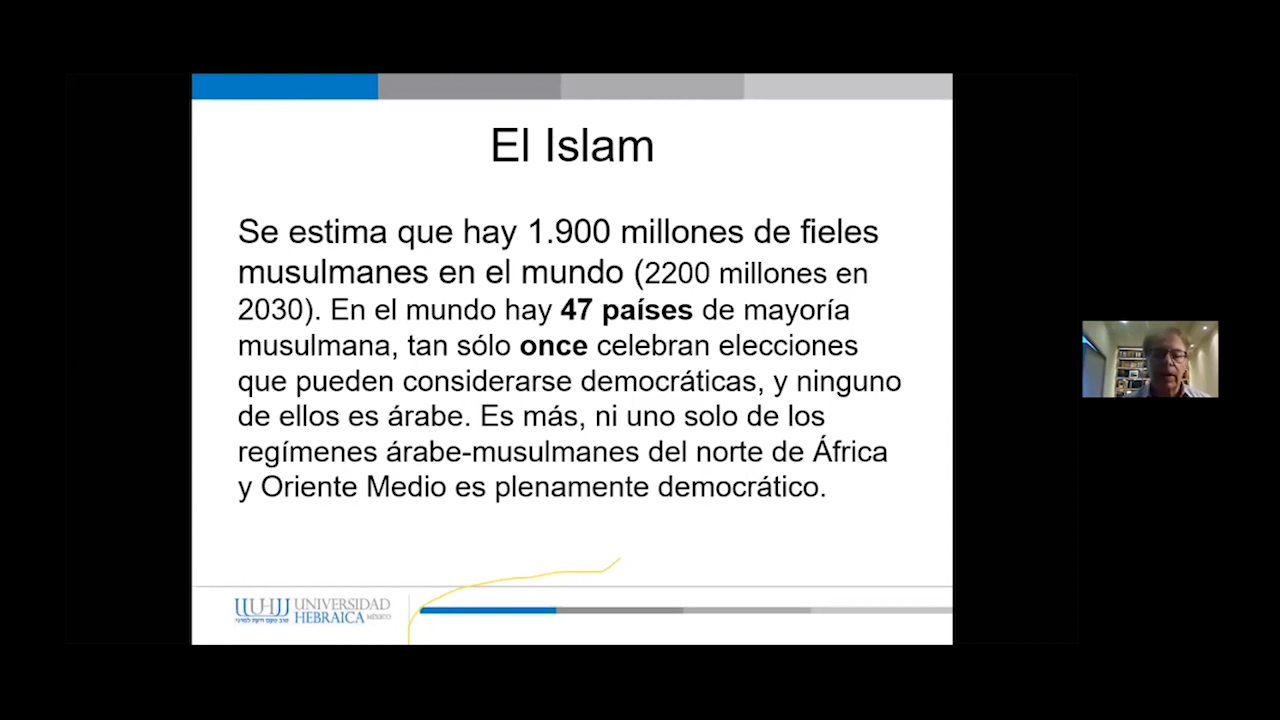 El Islam
Se estima que hay 1.900 millones de fieles
musulmanes en el mundo (2200 millones en
2030). En el mundo hay 47 países de mayoría
musulmana, tan sólo once celebran elecciones
que pueden considerarse democráticas, y ninguno
de ellos es árabe. Es más, ni uno solo de los
regímenes árabe-musulmanes del norte de África
y Oriente Medio es plenamente democrático.
UNIVERSIDAD
HEBRAICA MÉXICO